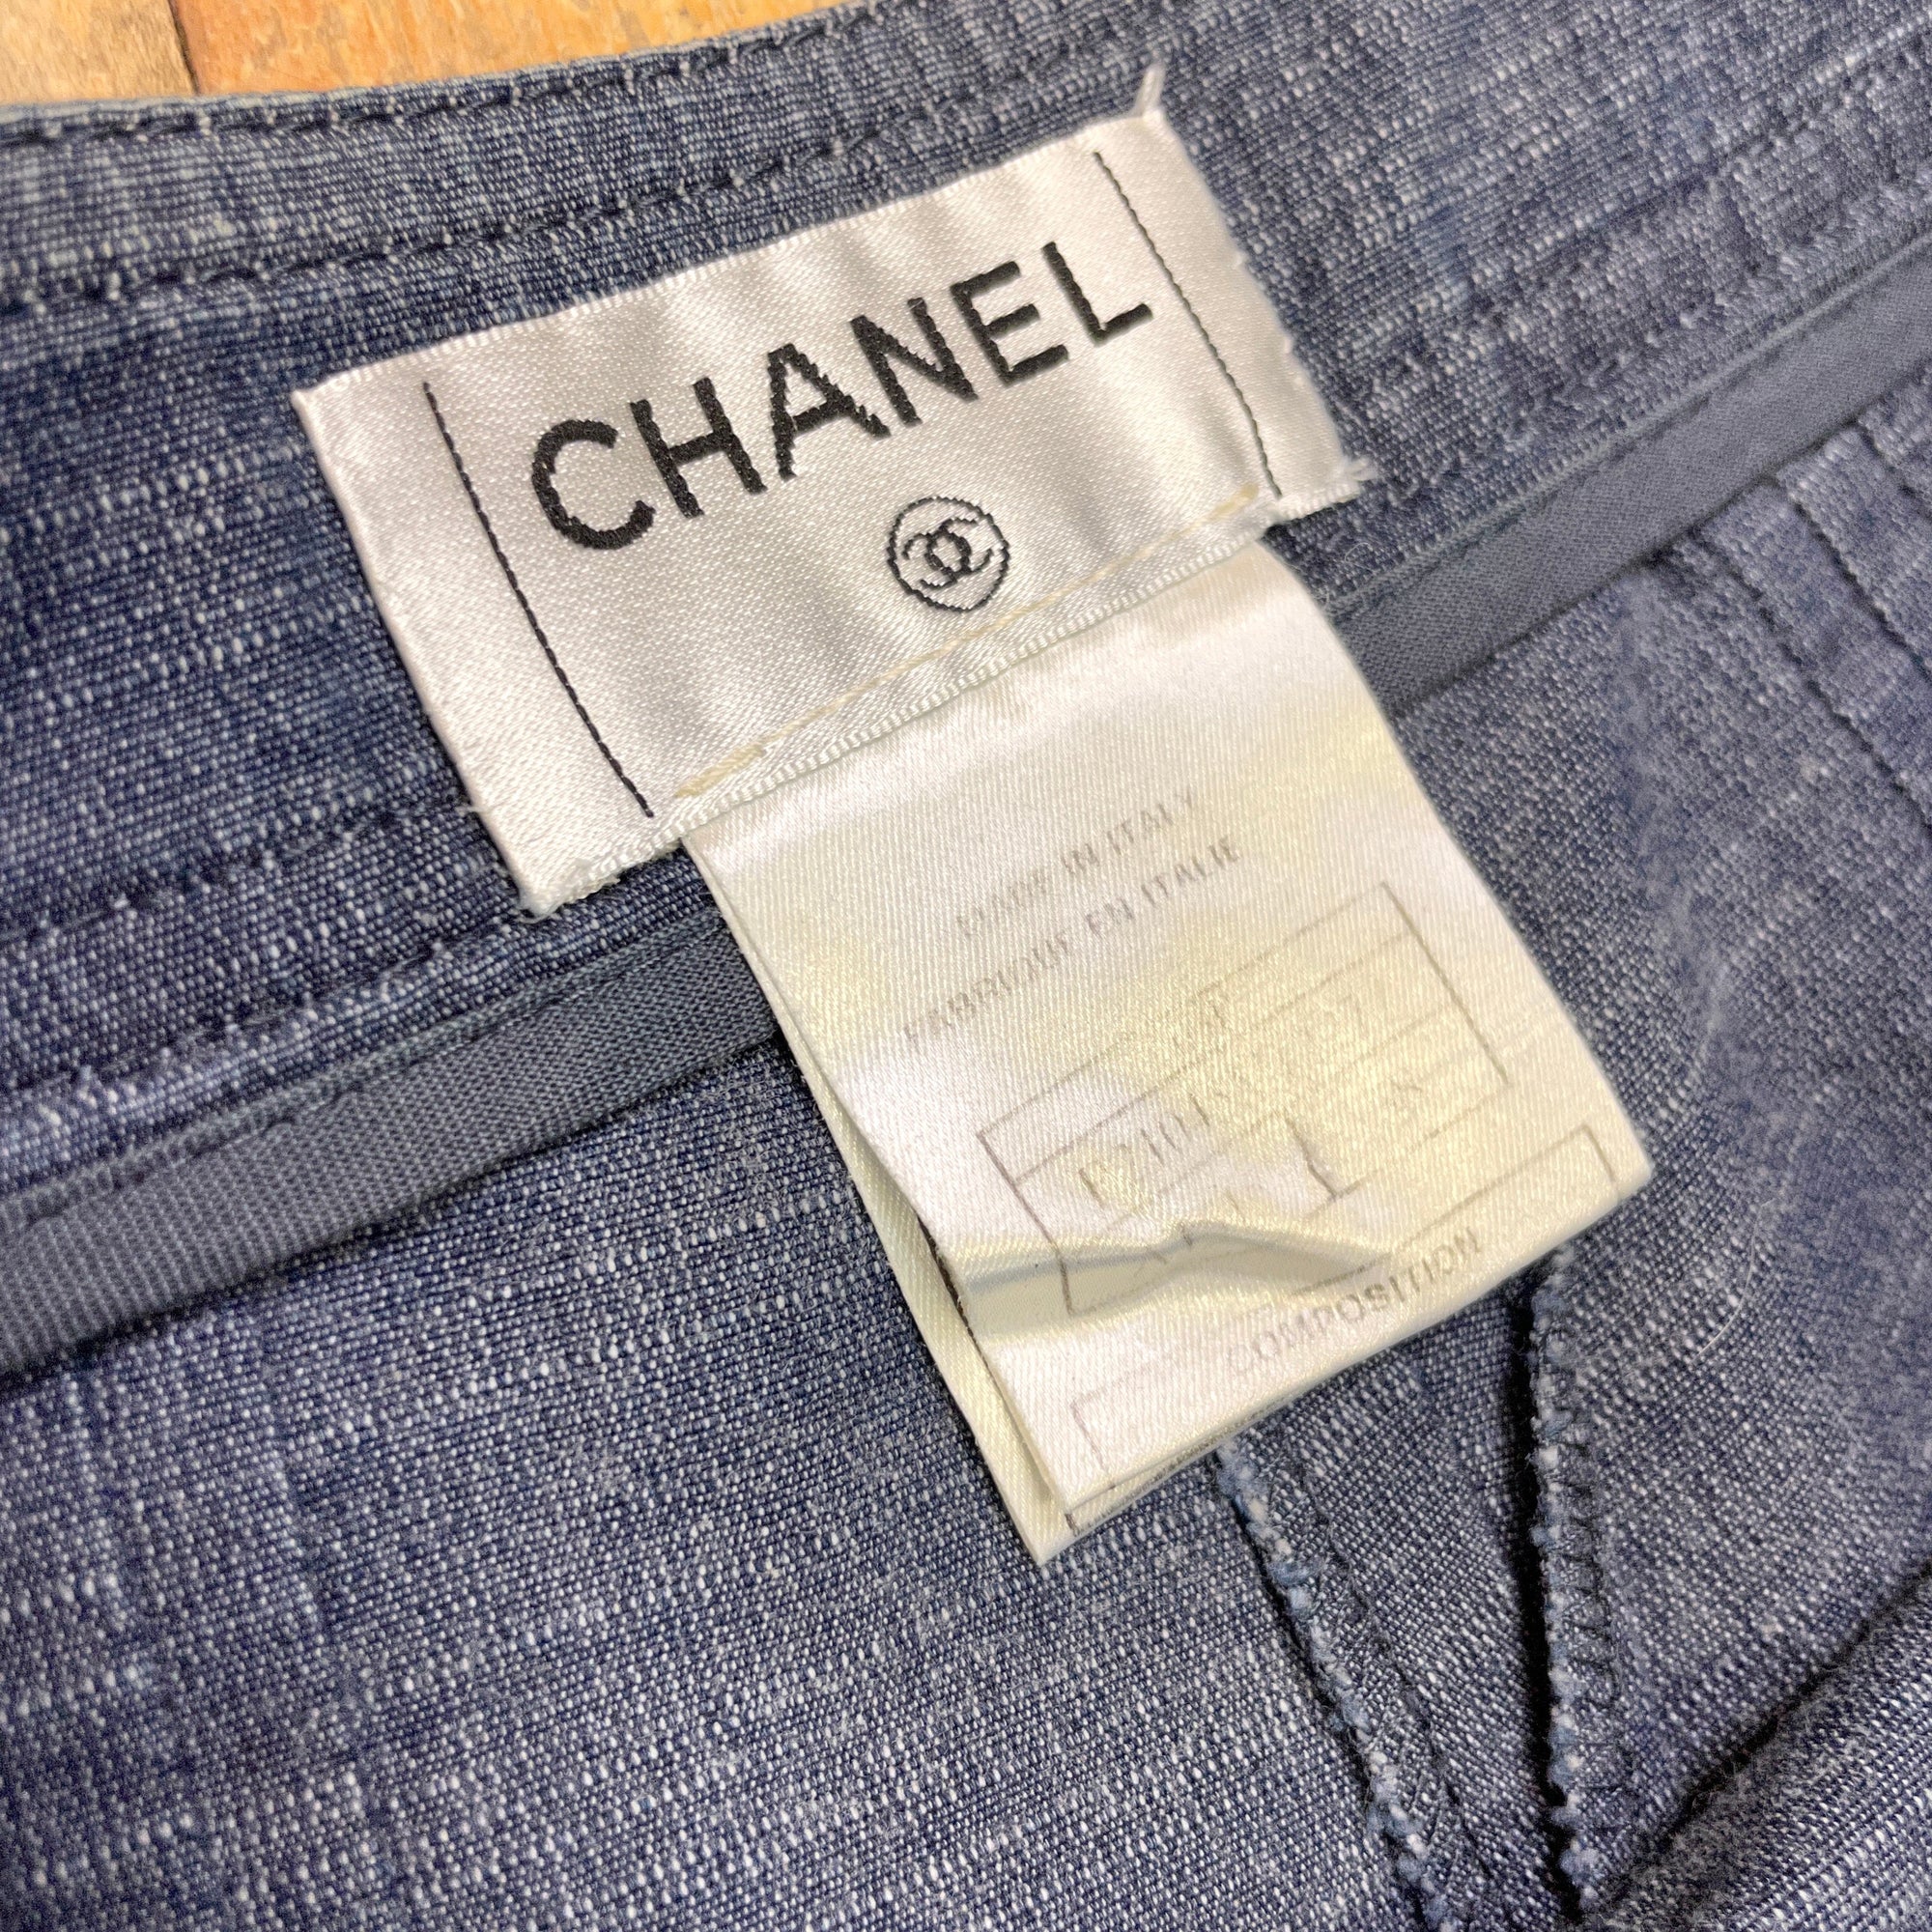 CHANEL
MADE IN ITALY
FABRIQUE EN ITALIE
COMPOSITION